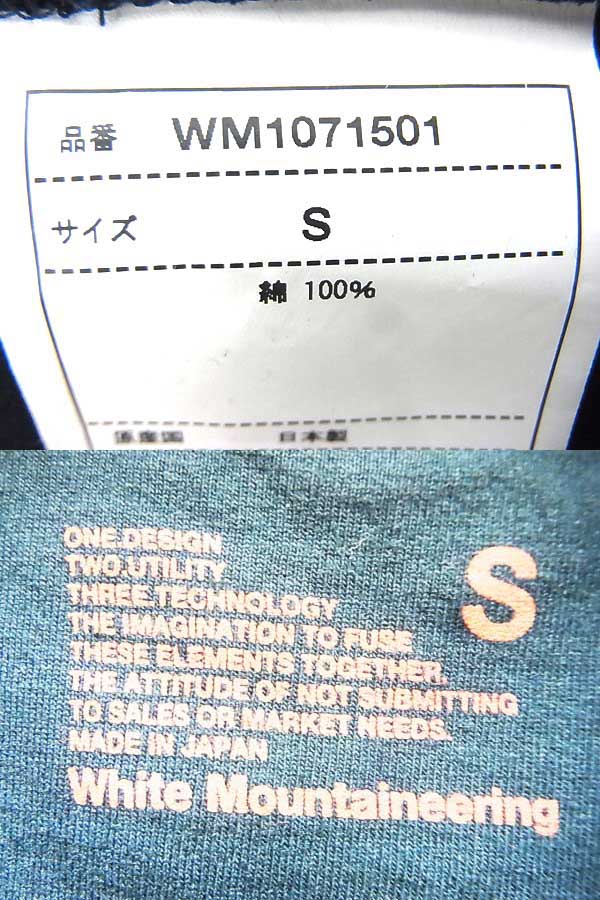 品番 WM1071501
サイズ S
綿 100%
原産国 日本製
ONE.DESIGN
TWO.UTILITY
THREE.TECHNOLOGY
THE IMAGINATION TO FUSE
THESE ELEMENTS TOGETHER.
THE ATTITUDE OF NOT SUBMITTING
TO SALES OR MARKET NEEDS.
MADE IN JAPAN
S
White Mountaineering